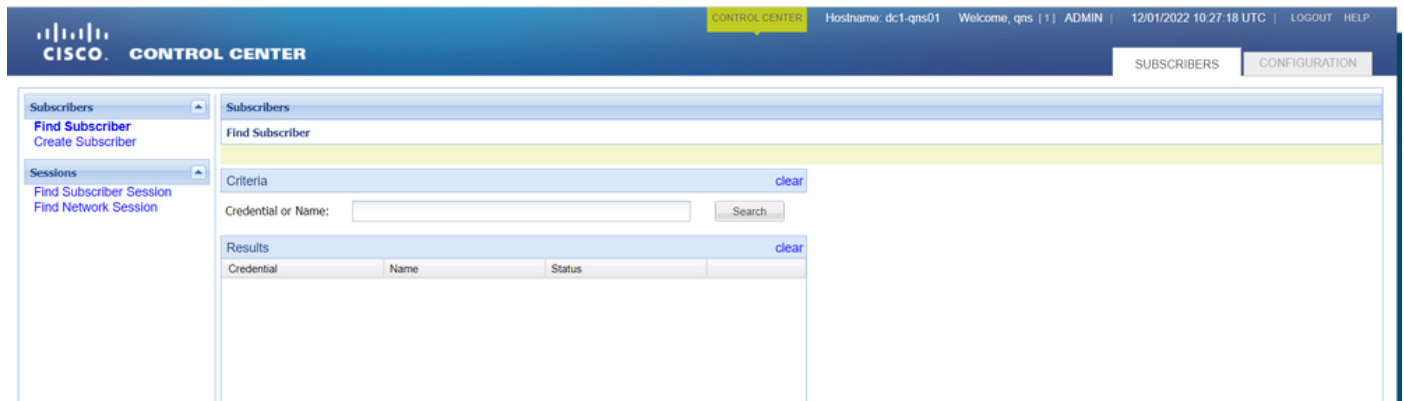 CONTROL CENTER Hostname: dc1-qns01 Welcome, qns [1] ADMIN | 12/01/2022 10:27:18 UTC | LOGOUT HELP
CISCO. CONTROL CENTER
SUBSCRIBERS CONFIGURATION
Subscribers
Find Subscriber
Create Subscriber
Sessions
Find Subscriber Session
Find Network Session
Subscribers
Find Subscriber
Criteria clear
Credential or Name: Search
Results clear
Credential Name Status